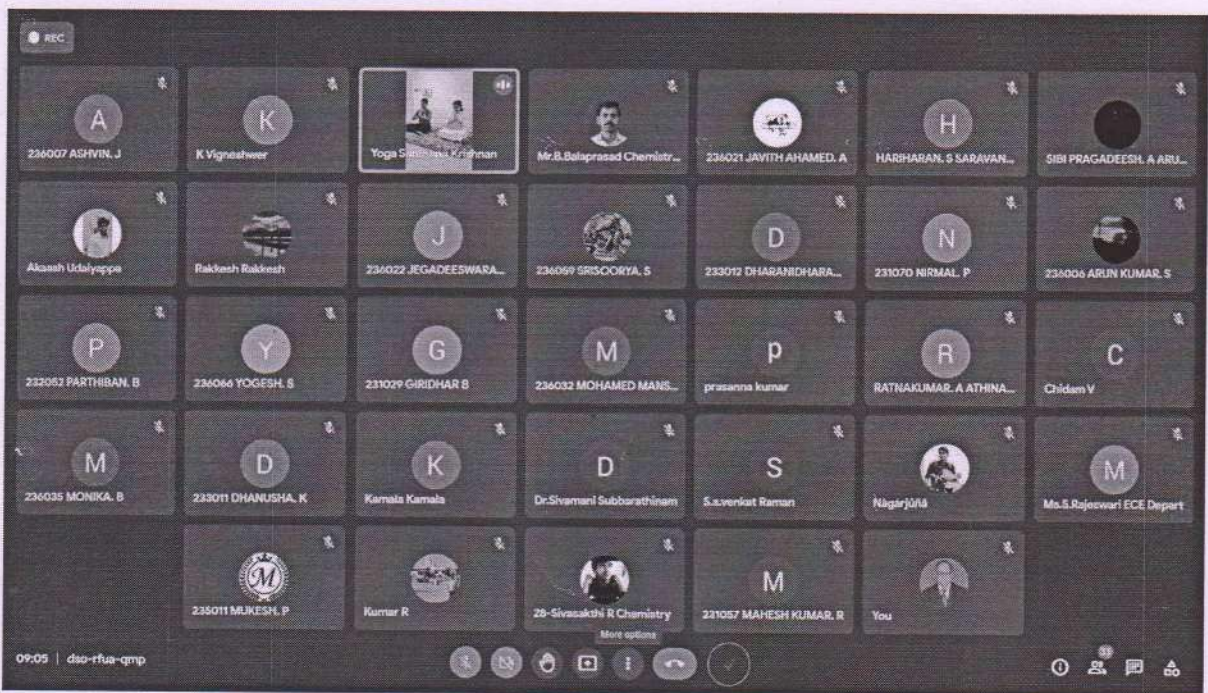 REC
A
236007 ASHVIN. J
K
K Vigneshwer
Yoga Krishnan
Mr.B.Balaprasad Chemistr...
236021 JAVITH AHAMED. A
H
HARIHARAN. S SARAVAN...
SIBI PRAGADEESH. A ARU...
Akaash Udaiyappa
Rakkesh Rakkesh
J
236022 JEGADEESWARA...
236059 SRISOORYA. S
D
233012 DHARANIDHARA...
N
231070 NIRMAL. P
236006 ARUN KUMAR. S
P
232052 PARTHIBAN. B
Y
236066 YOGESH. S
G
231029 GIRIDHAR B
M
236032 MOHAMED MANS...
p
prasanna kumar
R
RATNAKUMAR. A ATHINA...
C
Chidam V
M
236035 MONIKA. B
D
233011 DHANUSHA. K
K
Kamala Kamala
D
Dr.Sivamani Subbarathinam
S
S.s.venkat Raman
Nàgàrjúñá
M
Ms.S.Rajeswari ECE Depart
M
235011 MUKESH. P
Kumar R
28-Sivasakthi R Chemistry
M
231057 MAHESH KUMAR. R
You
More options
09:05 | dso-rfua-qmp
33